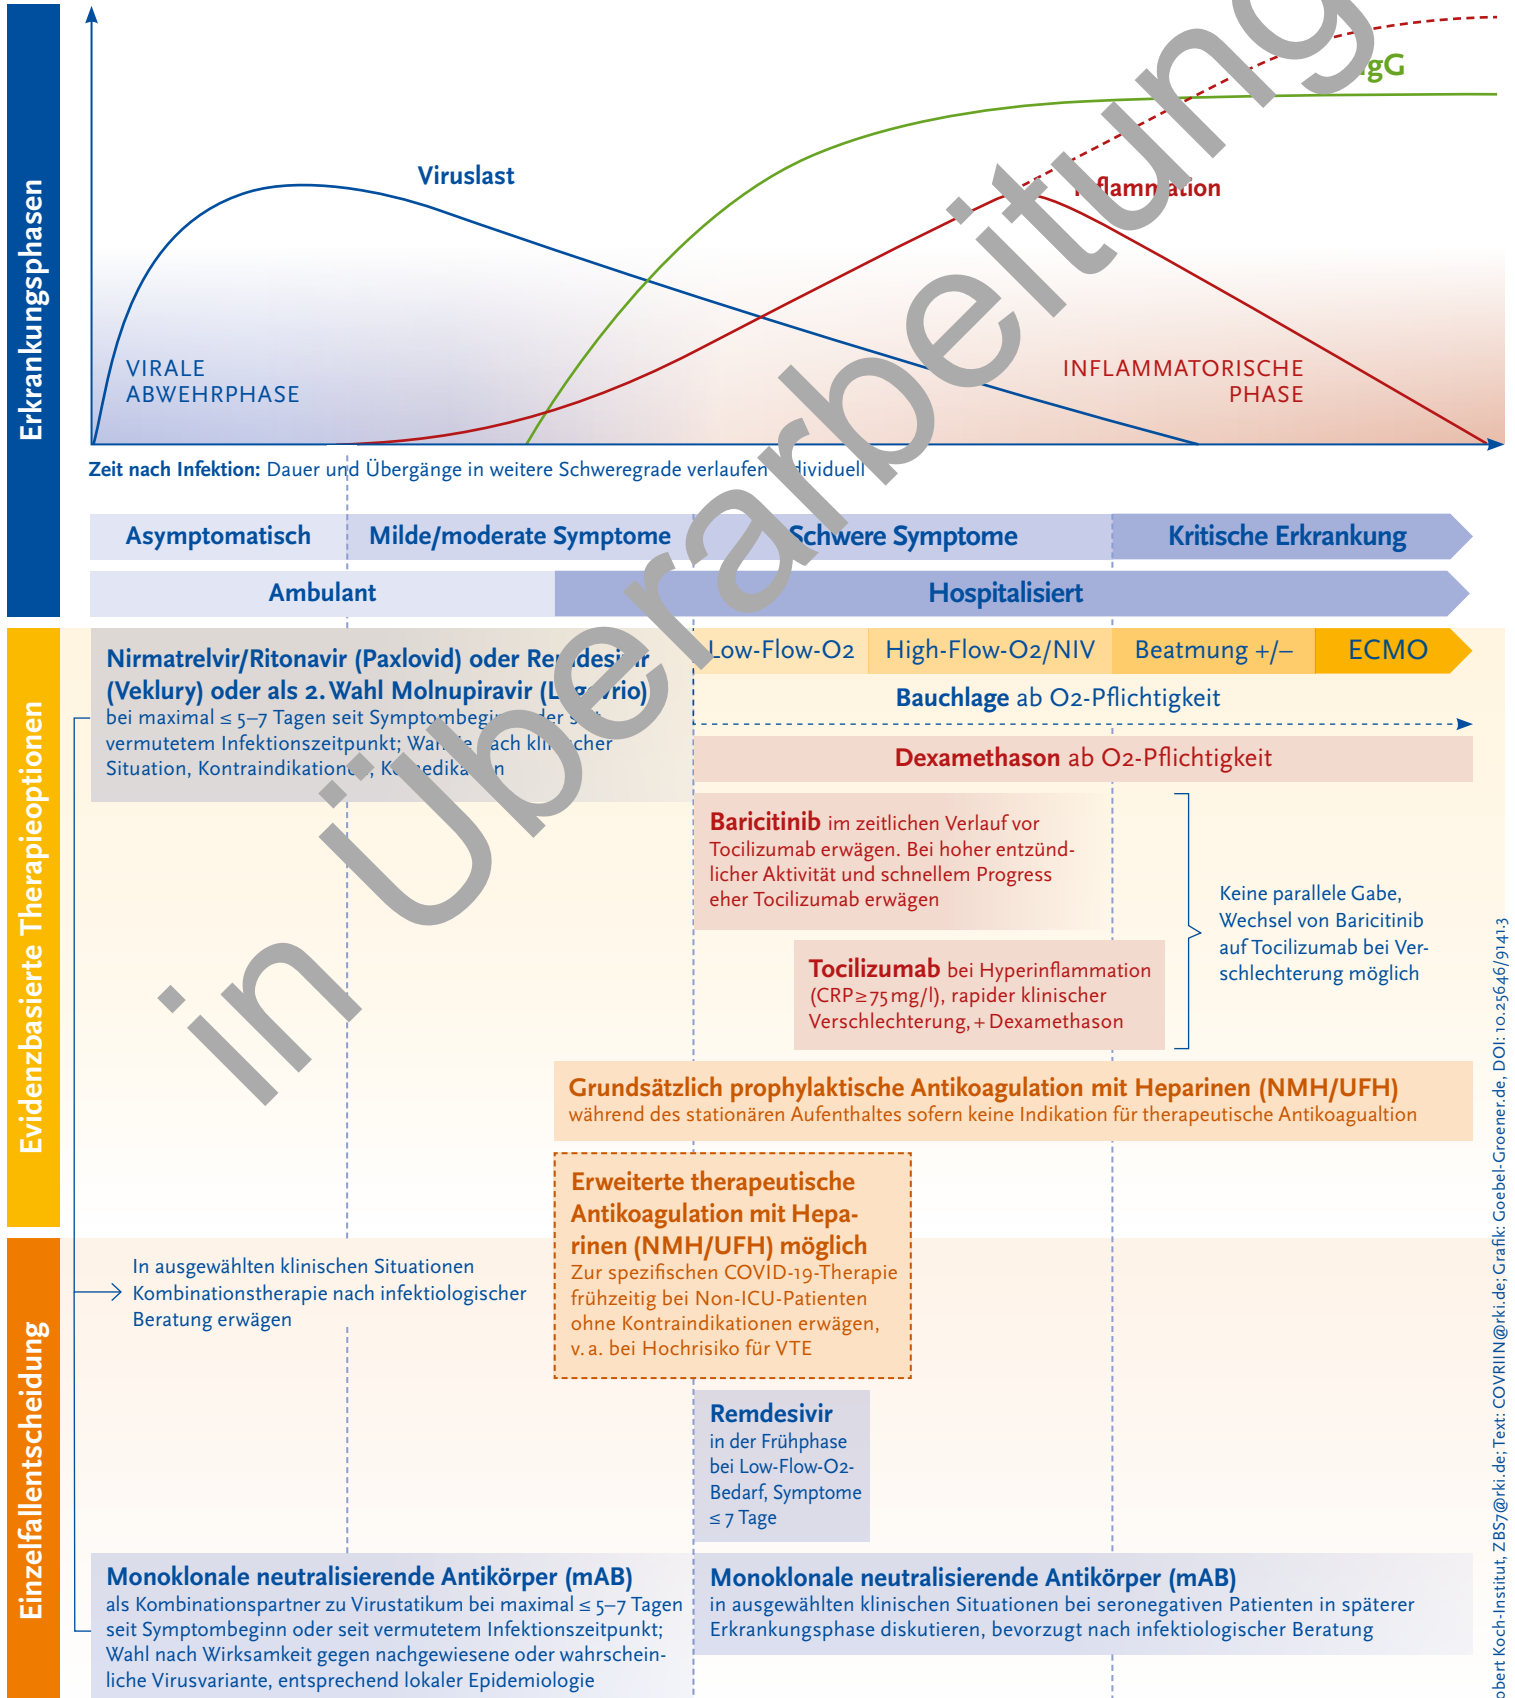 Erkrankungsphasen
Viruslast
IgG
Inflammation
VIRALE
ABWEHRPHASE
INFLAMMATORISCHE
PHASE
Zeit nach Infektion: Dauer und Übergänge in weitere Schweregrade verlaufen individuell
Asymptomatisch
Milde/moderate Symptome
Schwere Symptome
Kritische Erkrankung
Ambulant
Hospitalisiert
Evidenzbasierte Therapieoptionen
Nirmatrelvir/Ritonavir (Paxlovid) oder Remdesivir
(Veklury) oder als 2. Wahl Molnupiravir (Lagevrio)
bei maximal ≤ 5–7 Tagen seit Symptombeginn oder seit
vermutetem Infektionszeitpunkt; Wahl je nach klinischer
Situation, Kontraindikationen, Komedikation
Low-Flow-O2
High-Flow-O2/NIV
Beatmung +/–
ECMO
Bauchlage ab O2-Pflichtigkeit
Dexamethason ab O2-Pflichtigkeit
Baricitinib im zeitlichen Verlauf vor
Tocilizumab erwägen. Bei hoher entzünd-
licher Aktivität und schnellem Progress
eher Tocilizumab erwägen
Tocilizumab bei Hyperinflammation
(CRP ≥ 75 mg/l), rapider klinischer
Verschlechterung, + Dexamethason
Keine parallele Gabe,
Wechsel von Baricitinib
auf Tocilizumab bei Ver-
schlechterung möglich
Grundsätzlich prophylaktische Antikoagulation mit Heparinen (NMH/UFH)
während des stationären Aufenthaltes sofern keine Indikation für therapeutische Antikoagualtion
Erweiterte therapeutische
Antikoagulation mit Hepa-
rinen (NMH/UFH) möglich
Zur spezifischen COVID-19-Therapie
frühzeitig bei Non-ICU-Patienten
ohne Kontraindikationen erwägen,
v. a. bei Hochrisiko für VTE
Einzelfallentscheidung
In ausgewählten klinischen Situationen
Kombinationstherapie nach infektiologischer
Beratung erwägen
Remdesivir
in der Frühphase
bei Low-Flow-O2-
Bedarf, Symptome
≤ 7 Tage
Monoklonale neutralisierende Antikörper (mAB)
als Kombinationspartner zu Virustatikum bei maximal ≤ 5–7 Tagen
seit Symptombeginn oder seit vermutetem Infektionszeitpunkt;
Wahl nach Wirksamkeit gegen nachgewiesene oder wahrschein-
liche Virusvariante, entsprechend lokaler Epidemiologie
Monoklonale neutralisierende Antikörper (mAB)
in ausgewählten klinischen Situationen bei seronegativen Patienten in späterer
Erkrankungsphase diskutieren, bevorzugt nach infektiologischer Beratung
obert Koch-Institut, ZBS7@rki.de; Text: COVRIIN@rki.de; Grafik: Goebel-Groener.de, DOI: 10.25646/9141.3
in Überarbeitung